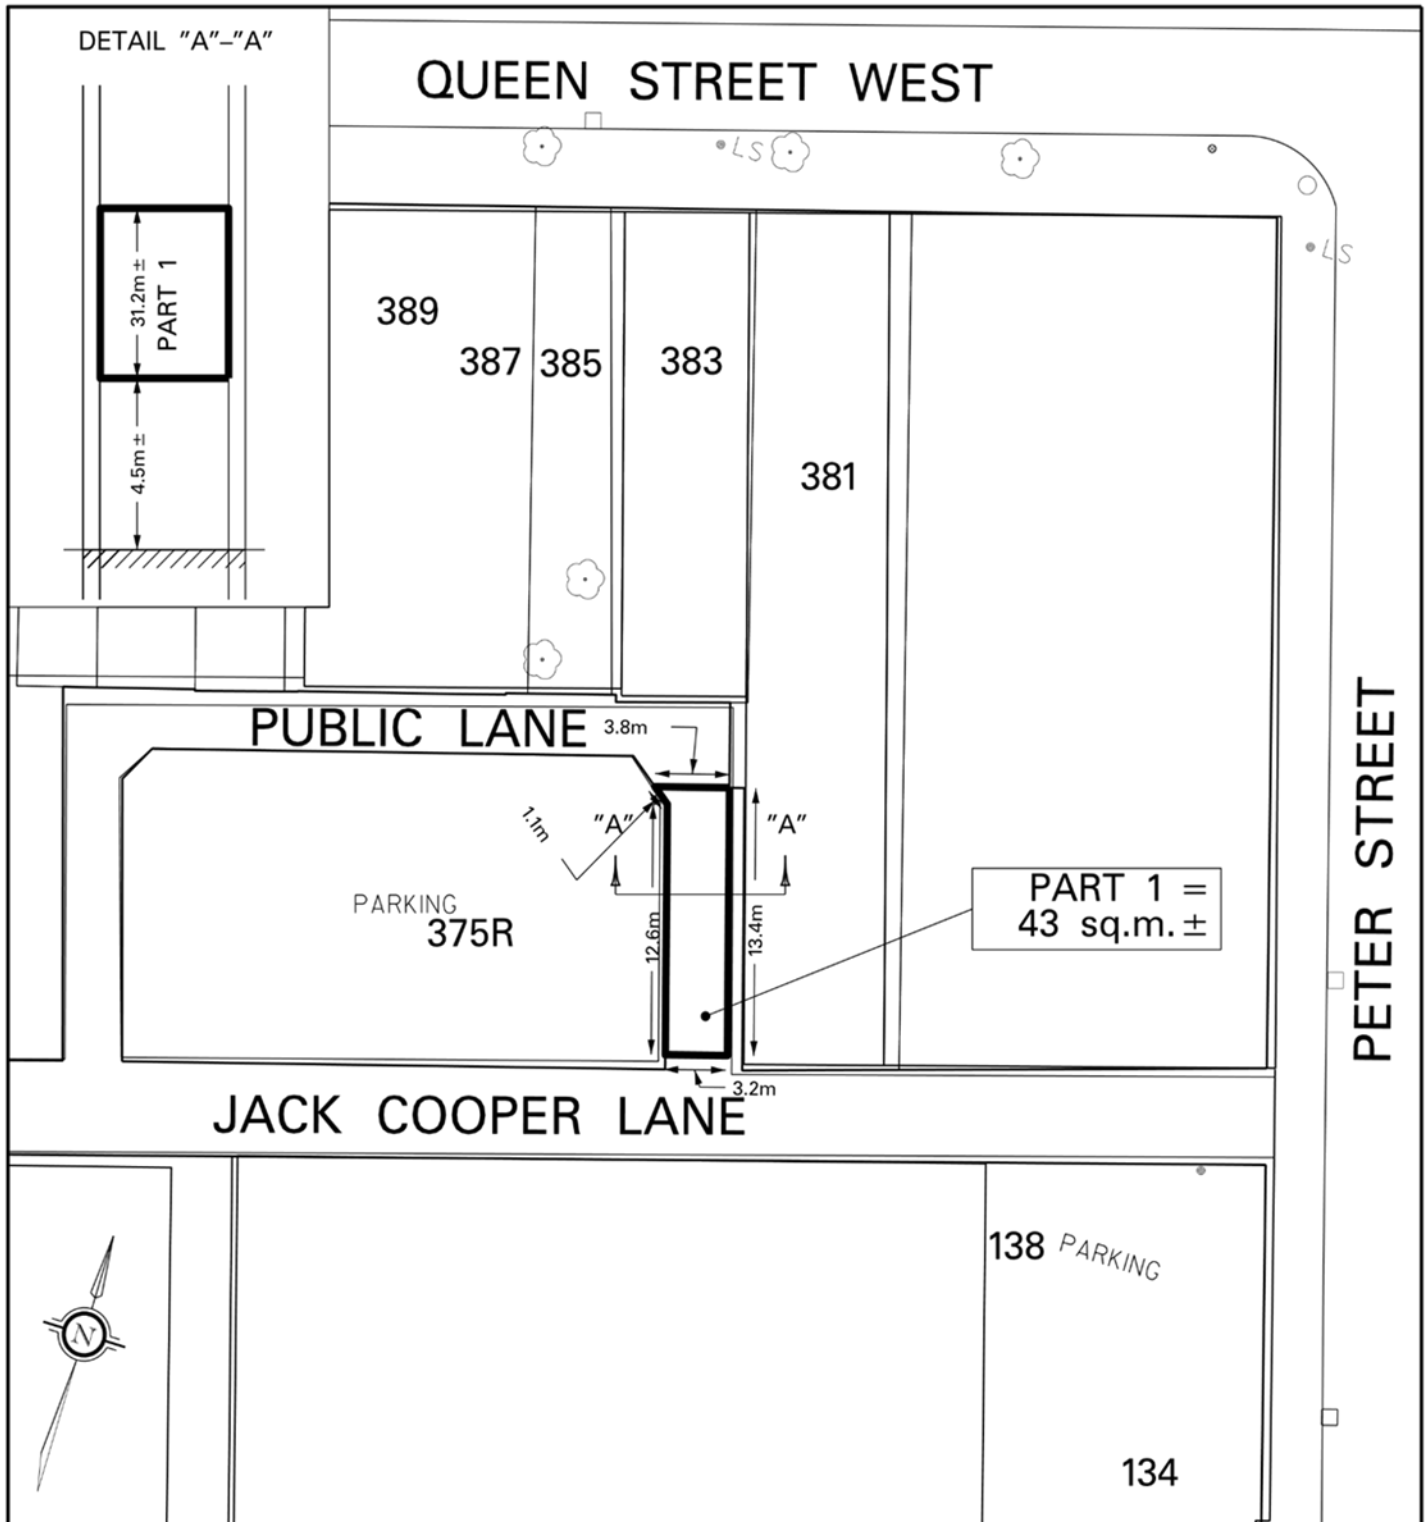 DETAIL "A"–"A"
QUEEN STREET WEST
LS
LS
31.2m ±
PART 1
4.5m ±
389
387
385
383
381
PUBLIC LANE
3.8m
1.1m
"A"
"A"
PARKING
375R
12.6m
13.4m
PART 1 =
43 sq.m. ±
PETER STREET
3.2m
JACK COOPER LANE
138
PARKING
N
134